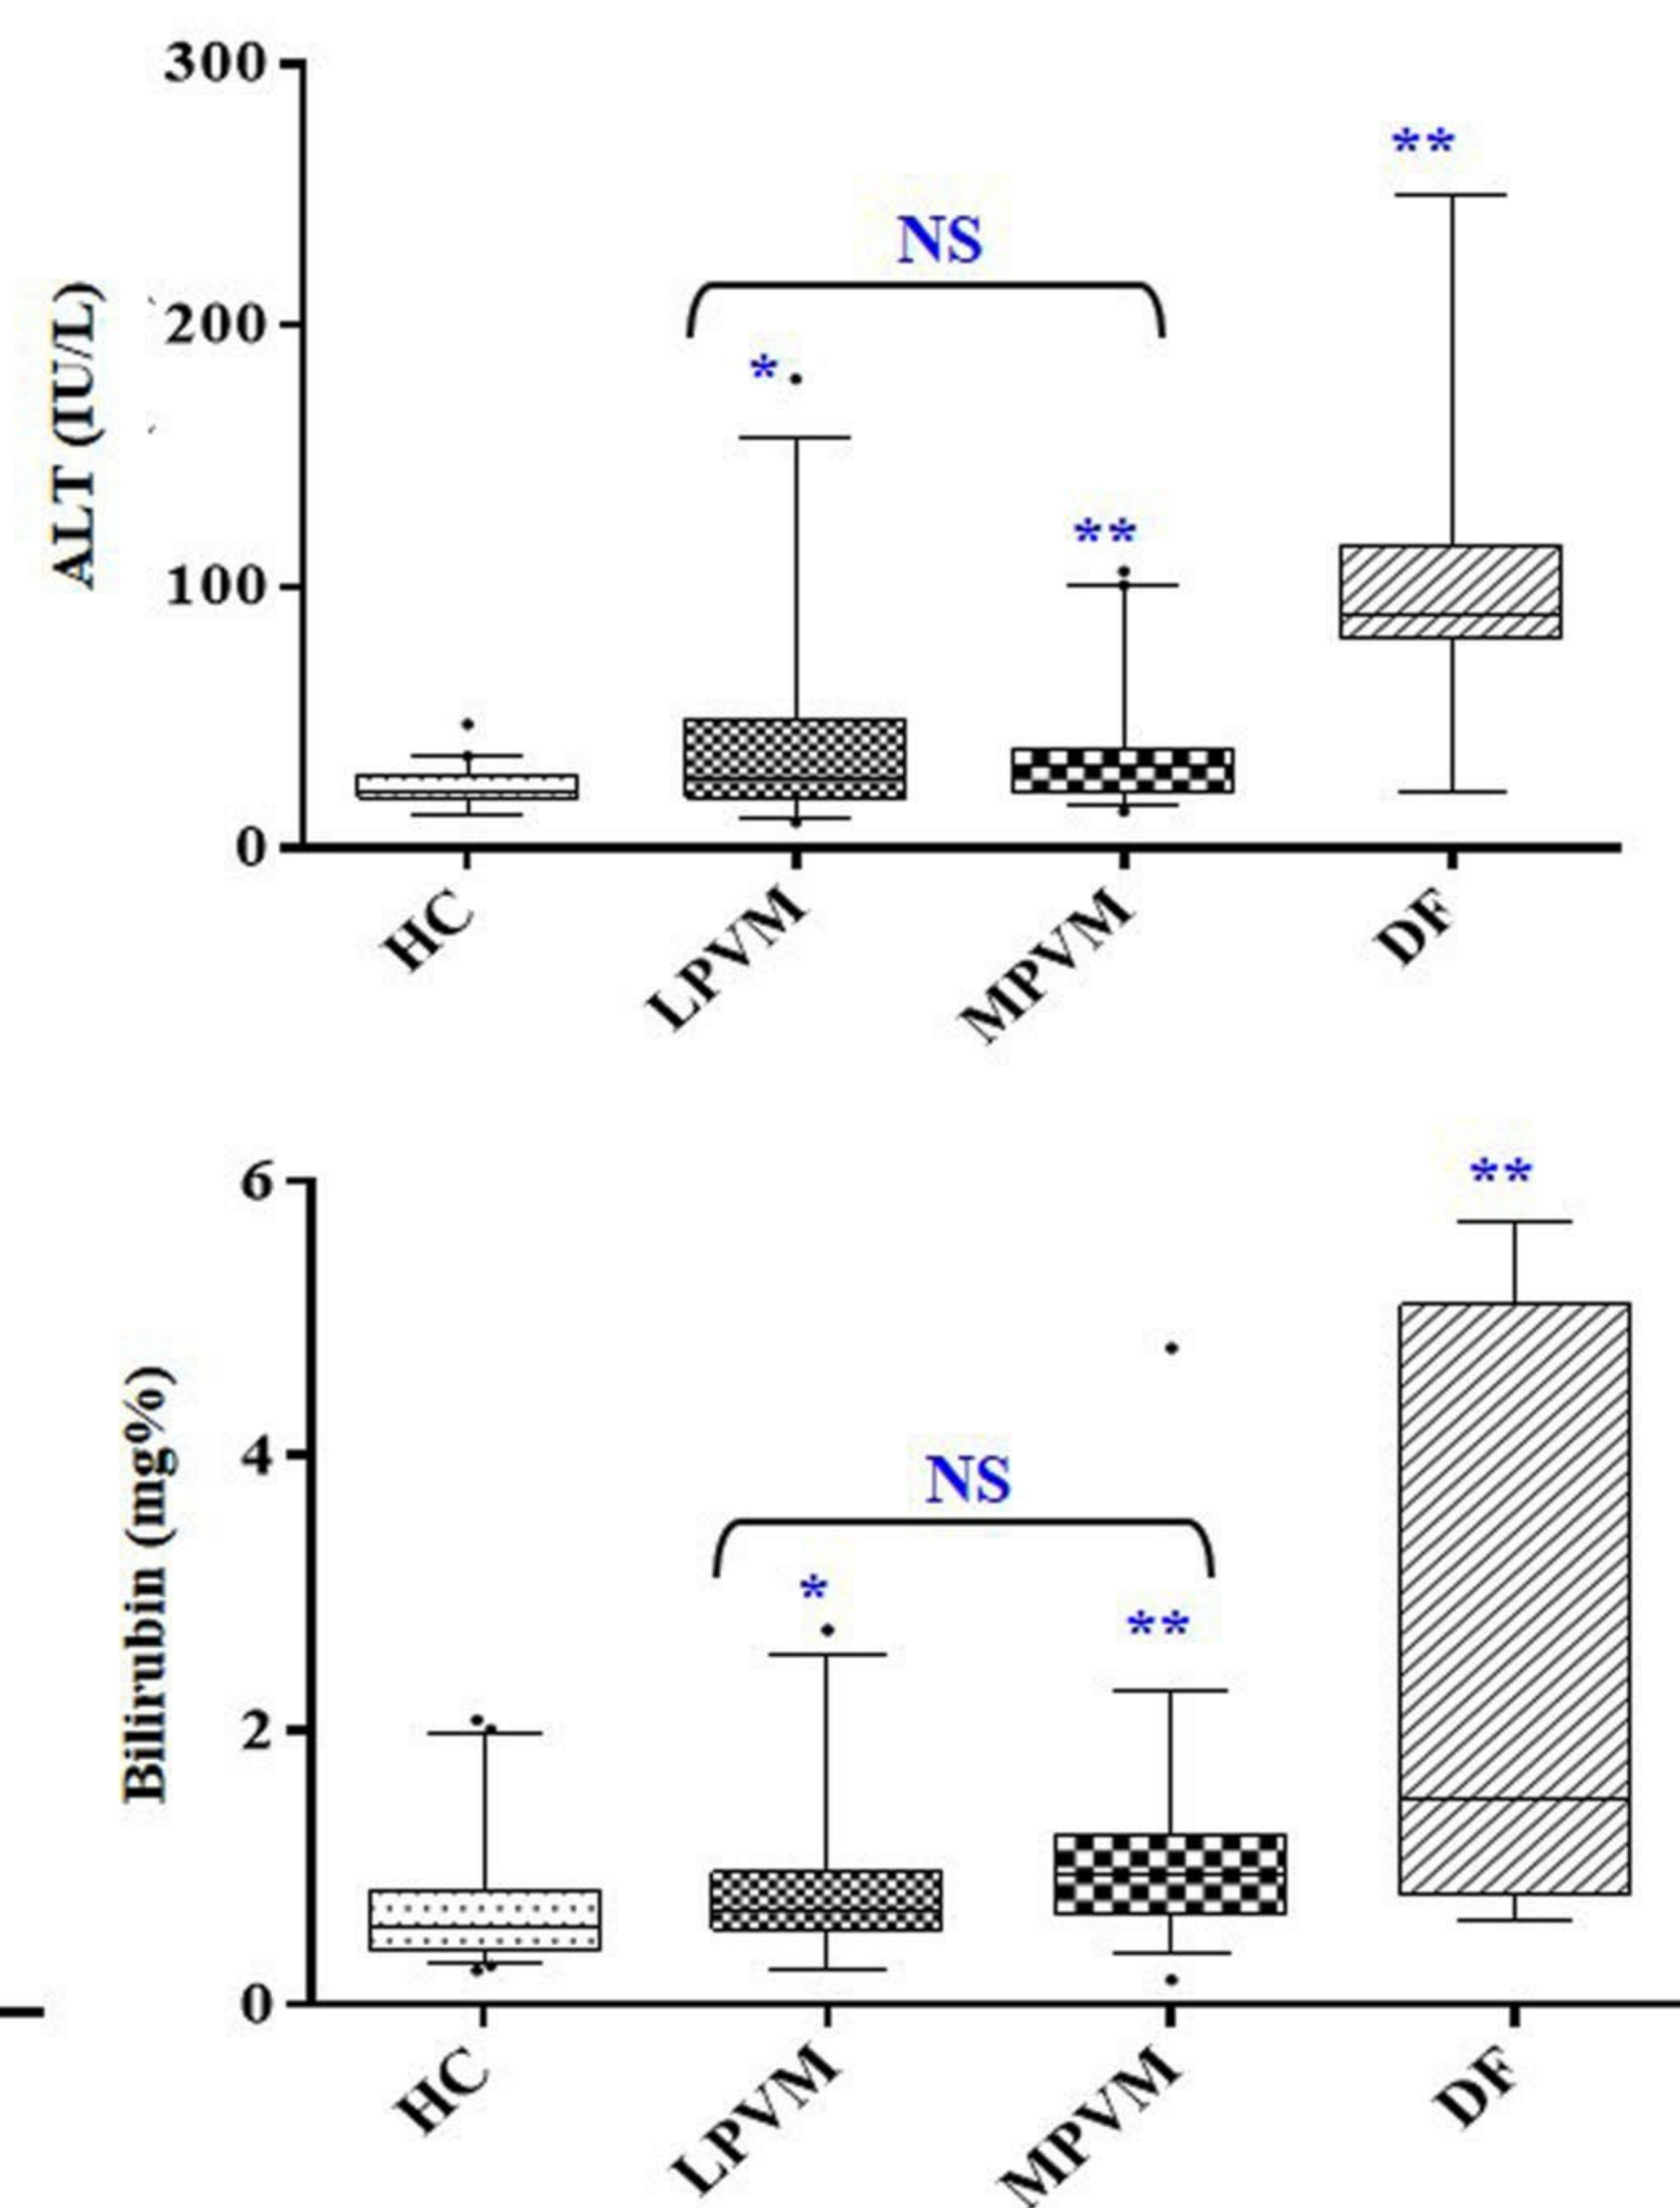 300
**
NS
ALT (IU/L)
200
*
**
100
0
HC
LPVM
MPVM
DF
6
**
Bilirubin (mg%)
4
NS
*
**
2
0
HC
LPVM
MPVM
DF